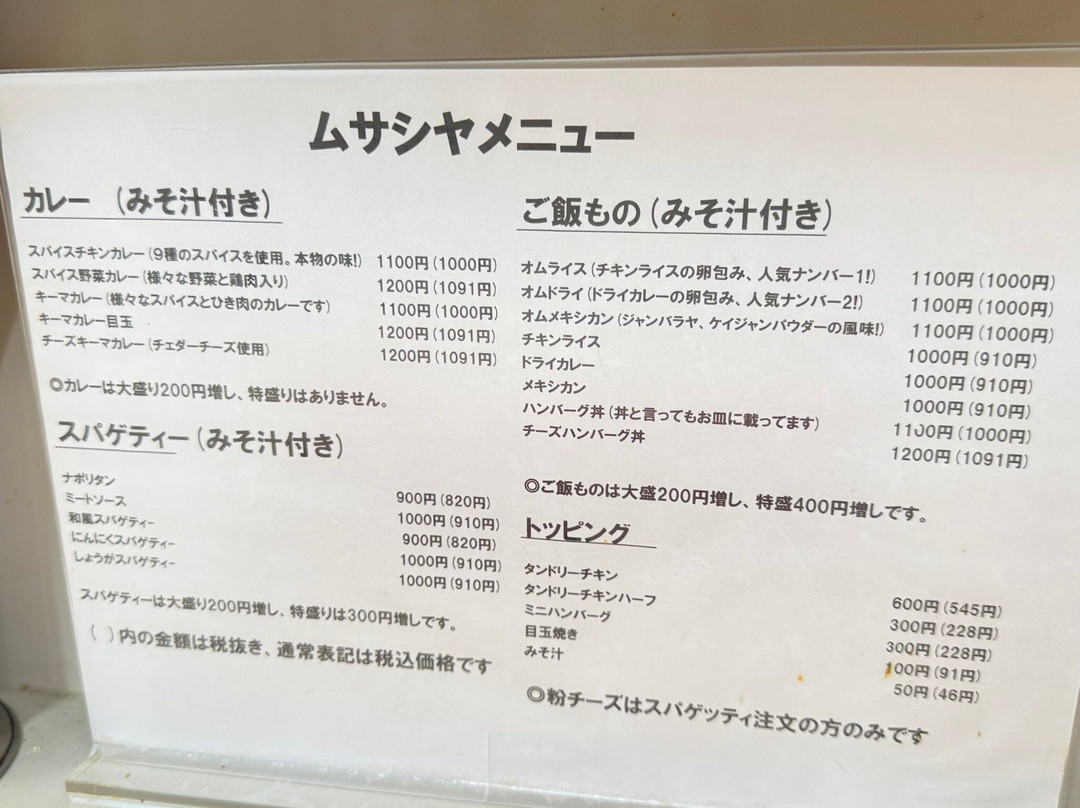 ムサシヤメニュー
カレー （みそ汁付き）
スパイスチキンカレー（9種のスパイスを使用。本物の味！） 1100円（1000円）
スパイス野菜カレー（様々な野菜と鶏肉入り） 1200円（1091円）
キーマカレー（様々なスパイスとひき肉のカレーです） 1100円（1000円）
キーマカレー目玉 1200円（1091円）
チーズキーマカレー（チェダーチーズ使用） 1200円（1091円）
◎カレーは大盛り200円増し、特盛りはありません。
スパゲティー（みそ汁付き）
ナポリタン 900円（820円）
ミートソース 1000円（910円）
和風スパゲティー 900円（820円）
にんにくスパゲティー 1000円（910円）
しょうがスパゲティー 1000円（910円）
スパゲティーは大盛り200円増し、特盛りは300円増しです。
（ ）内の金額は税抜き、通常表記は税込価格です
ご飯もの（みそ汁付き）
オムライス（チキンライスの卵包み、人気ナンバー1！） 1100円（1000円）
オムドライ（ドライカレーの卵包み、人気ナンバー2！） 1100円（1000円）
オムメキシカン（ジャンバラヤ、ケイジャンパウダーの風味！） 1100円（1000円）
チキンライス 1000円（910円）
ドライカレー 1000円（910円）
メキシカン 1000円（910円）
ハンバーグ丼（丼と言ってもお皿に載ってます） 1100円（1000円）
チーズハンバーグ丼 1200円（1091円）
◎ご飯ものは大盛200円増し、特盛400円増しです。
トッピング
タンドリーチキン 600円（545円）
タンドリーチキンハーフ 300円（228円）
ミニハンバーグ 300円（228円）
目玉焼き 100円（91円）
みそ汁 50円（46円）
◎粉チーズはスパゲッティ注文の方のみです